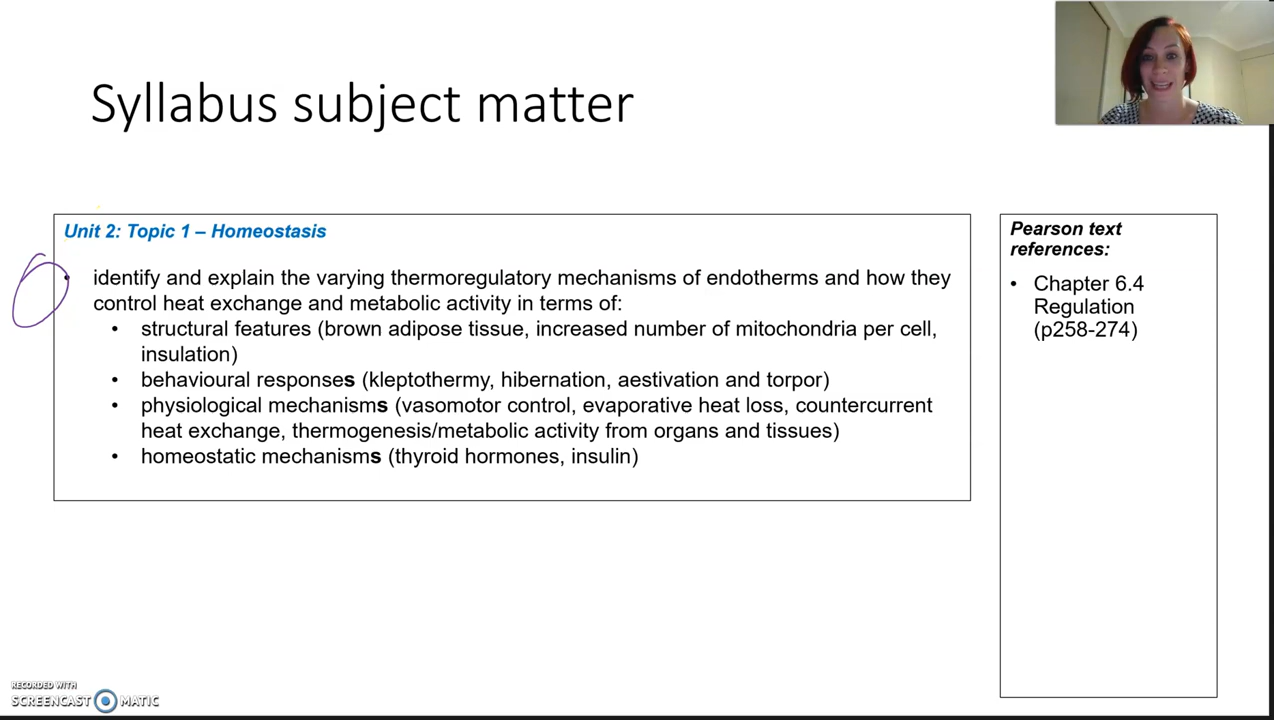 Syllabus subject matter
Unit 2: Topic 1 – Homeostasis
• identify and explain the varying thermoregulatory mechanisms of endotherms and how they
control heat exchange and metabolic activity in terms of:
• structural features (brown adipose tissue, increased number of mitochondria per cell,
insulation)
• behavioural responses (kleptothermy, hibernation, aestivation and torpor)
• physiological mechanisms (vasomotor control, evaporative heat loss, countercurrent
heat exchange, thermogenesis/metabolic activity from organs and tissues)
• homeostatic mechanisms (thyroid hormones, insulin)
Pearson text
references:
• Chapter 6.4
Regulation
(p258-274)
RECORDED WITH
SCREENCAST MATIC